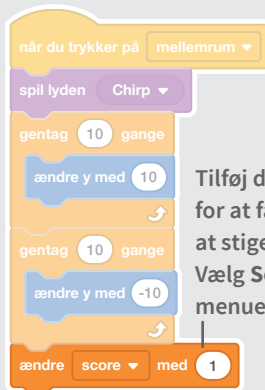 når du trykker på mellemrum
spil lyden Chirp
gentag 10 gange
ændre y med 10
gentag 10 gange
ændre y med -10
ændre score med 1
Tilføj
for at
at stige
Vælg
menue